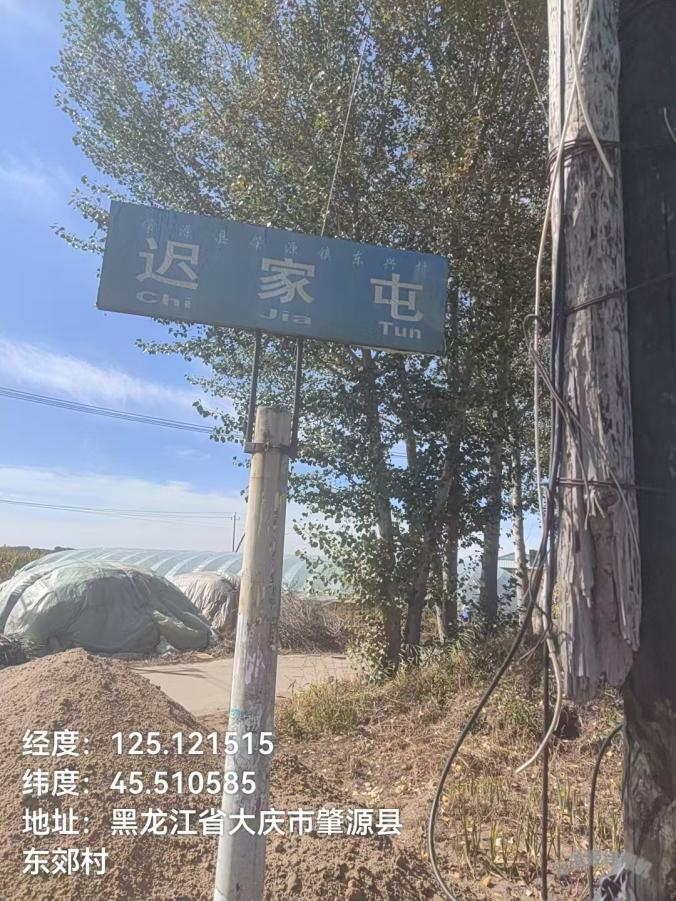 肇源县肇源镇东兴村
迟家屯
Chi Jia Tun
经度：125.121515
纬度：45.510585
地址：黑龙江省大庆市肇源县
东郊村